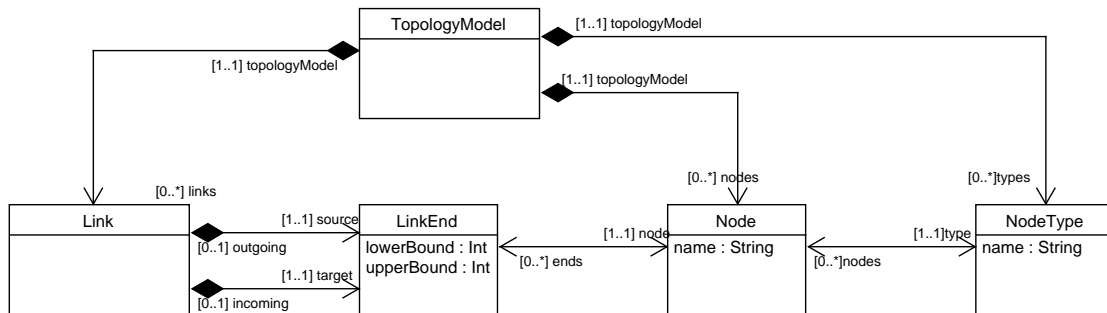 TopologyModel
[1..1] topologyModel
[1..1] topologyModel
[1..1] topologyModel
[0..*] links
[0..*] nodes
[0..*]types
Link
[1..1] source
[0..1] outgoing
[1..1] target
[0..1] incoming
LinkEnd
lowerBound : Int
upperBound : Int
[1..1] node
[0..*] ends
Node
name : String
[1..1]type
[0..*]nodes
NodeType
name : String